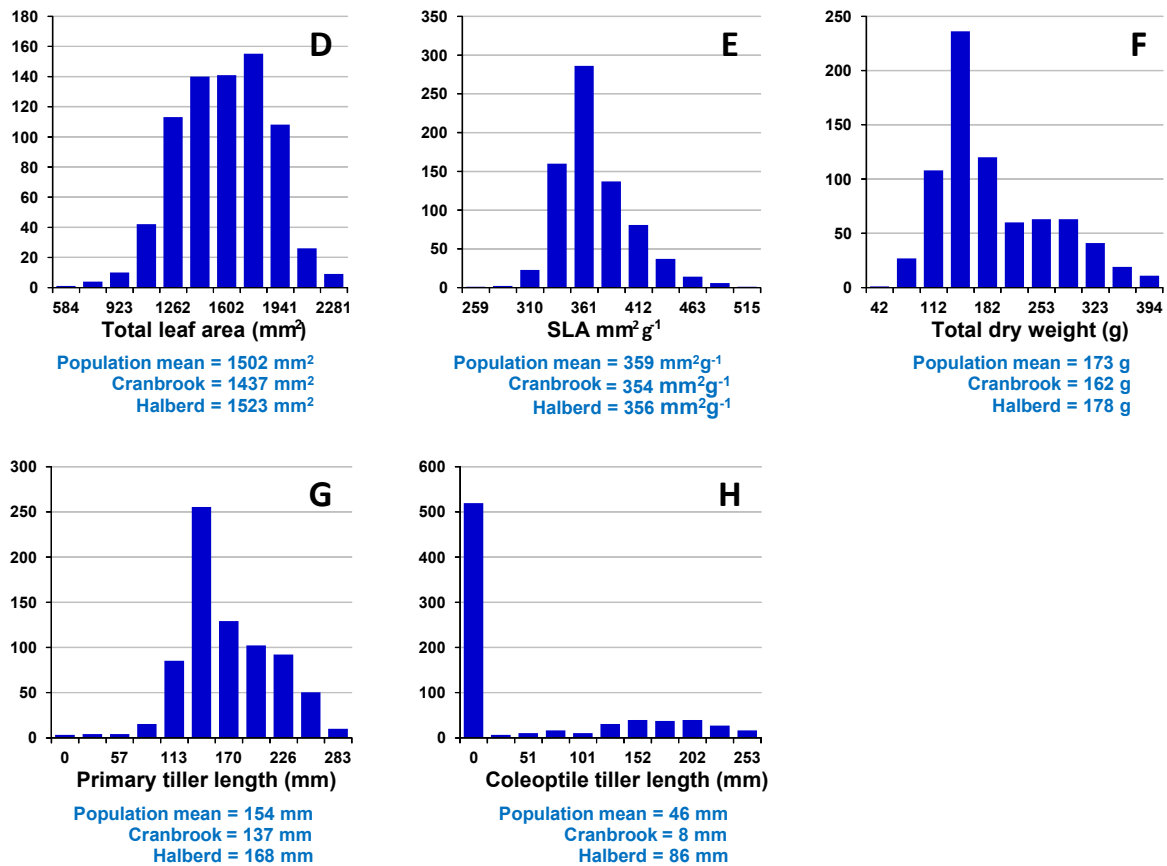 D
180
160
140
120
100
80
60
40
20
0
584 923 1262 1602 1941 2281
Total leaf area (mm²)
Population mean = 1502 mm²
Cranbrook = 1437 mm²
Halberd = 1523 mm²
E
350
300
250
200
150
100
50
0
259 310 361 412 463 515
SLA mm² g⁻¹
Population mean = 359 mm²g⁻¹
Cranbrook = 354 mm²g⁻¹
Halberd = 356 mm²g⁻¹
F
250
200
150
100
50
0
42 112 182 253 323 394
Total dry weight (g)
Population mean = 173 g
Cranbrook = 162 g
Halberd = 178 g
G
300
250
200
150
100
50
0
0 57 113 170 226 283
Primary tiller length (mm)
Population mean = 154 mm
Cranbrook = 137 mm
Halberd = 168 mm
H
600
500
400
300
200
100
0
0 51 101 152 202 253
Coleoptile tiller length (mm)
Population mean = 46 mm
Cranbrook = 8 mm
Halberd = 86 mm